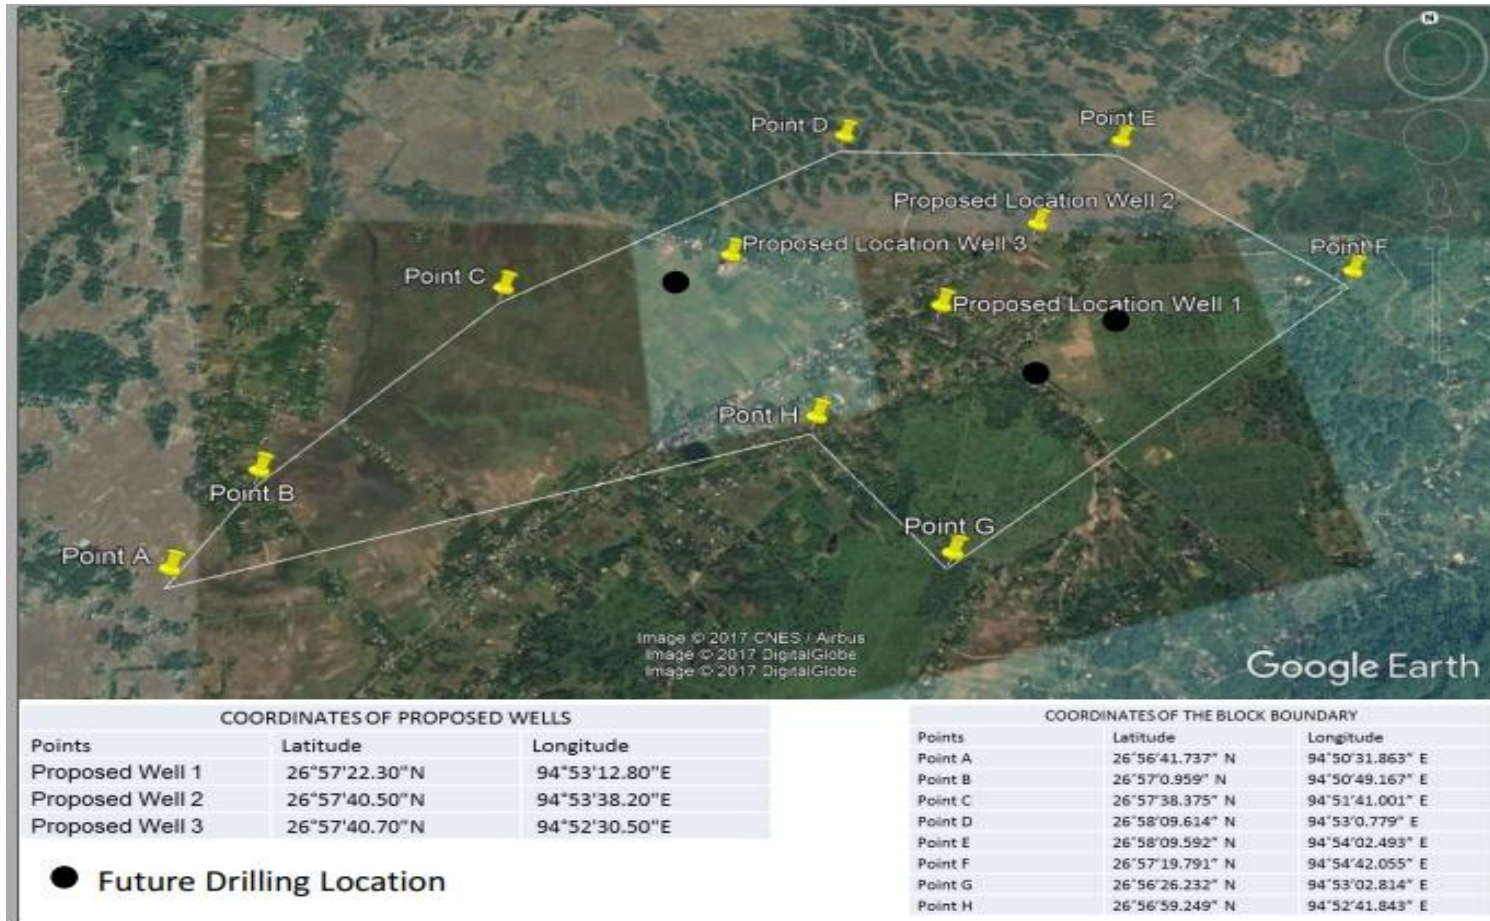 N
Point D
Point E
Proposed Location Well 2
Proposed Location Well 3
Point F
Point C
Proposed Location Well 1
Pont H
Point B
Point G
Point A
Image © 2017 CNES / Airbus
Image © 2017 DigitalGlobe
Image © 2017 DigitalGlobe
Google Earth
COORDINATES OF PROPOSED WELLS
Points Latitude Longitude
Proposed Well 1 26°57'22.30"N 94°53'12.80"E
Proposed Well 2 26°57'40.50"N 94°53'38.20"E
Proposed Well 3 26°57'40.70"N 94°52'30.50"E
Future Drilling Location
COORDINATES OF THE BLOCK BOUNDARY
Points Latitude Longitude
Point A 26°56'41.737" N 94°50'31.863" E
Point B 26°57'0.959" N 94°50'49.167" E
Point C 26°57'38.375" N 94°51'41.001" E
Point D 26°58'09.614" N 94°53'0.779" E
Point E 26°58'09.592" N 94°54'02.493" E
Point F 26°57'19.791" N 94°54'42.055" E
Point G 26°56'26.232" N 94°53'02.814" E
Point H 26°56'59.249" N 94°52'41.843" E